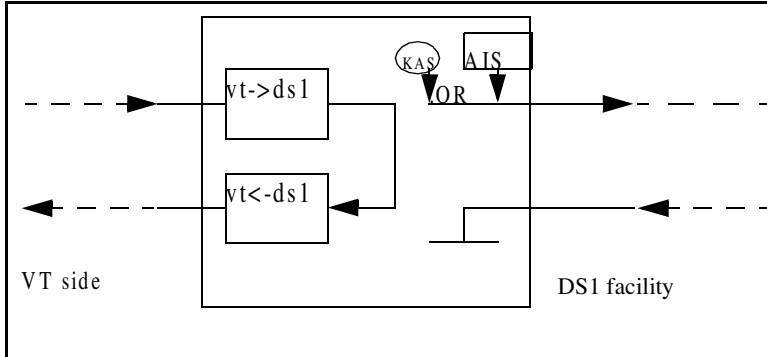 KAS
AIS
vt->ds1
.OR
vt<-ds1
VT side
DS1 facility